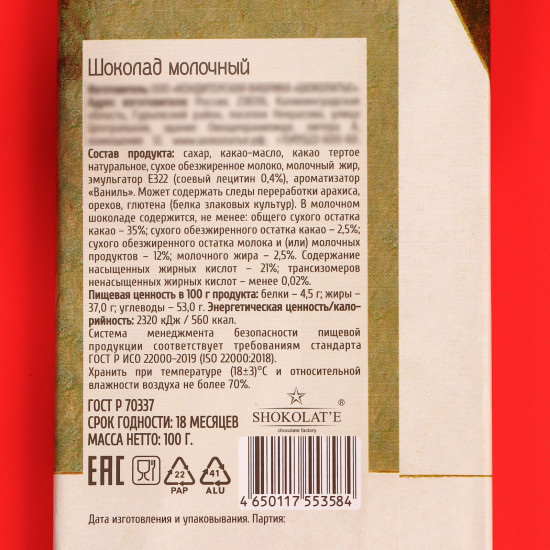 Шоколад молочный
Состав продукта: сахар, какао-масло, какао тертое
натуральное, сухое обезжиренное молоко, молочный жир,
эмульгатор Е322 (соевый лецитин 0,4%), ароматизатор
«Ваниль». Может содержать следы переработки арахиса,
орехов, глютена (белка злаковых культур). В молочном
шоколаде содержится, не менее: общего сухого остатка
какао – 35%; сухого обезжиренного остатка какао – 2,5%;
сухого обезжиренного остатка молока и (или) молочных
продуктов – 12%; молочного жира – 2,5%. Содержание
насыщенных жирных кислот – 21%; трансизомеров
ненасыщенных жирных кислот – менее 0,02%.
Пищевая ценность в 100 г продукта: белки – 4,5 г; жиры –
37,0 г; углеводы – 53,0 г. Энергетическая ценность/кало-
рийность: 2320 кДж / 560 ккал.
Система менеджмента безопасности пищевой
продукции соответствует требованиям стандарта
ГОСТ Р ИСО 22000-2019 (ISO 22000:2018).
Хранить при температуре (18±3)°С и относительной
влажности воздуха не более 70%.
ГОСТ Р 70337
СРОК ГОДНОСТИ: 18 МЕСЯЦЕВ
МАССА НЕТТО: 100 Г.
SHOKOLAT'E ®
chocolate factory
EAC
22
PAP
41
ALU
4 650117 553584
Дата изготовления и упаковывания. Партия: